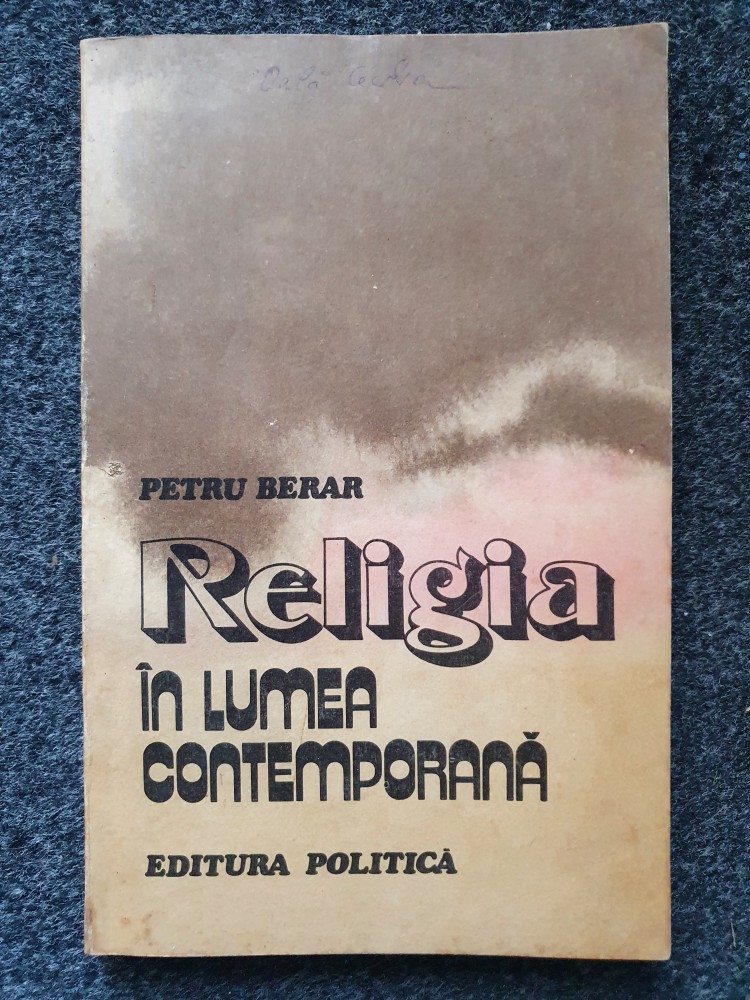 PETRU BERAR
Religia
în lumea
contemporană
EDITURA POLITICĂ